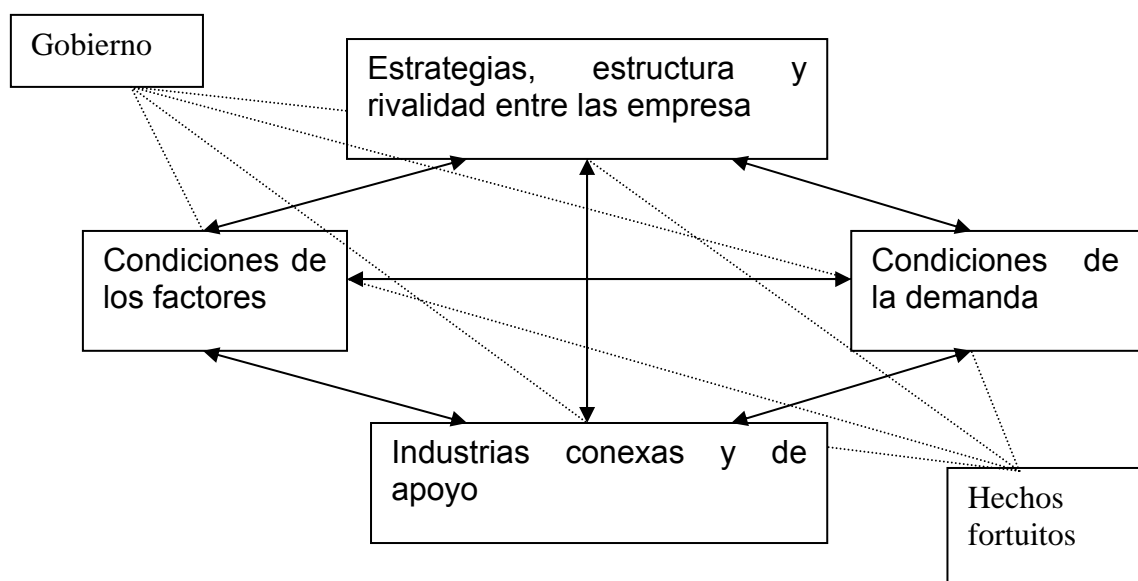 Gobierno
Estrategias, estructura y
rivalidad entre las empresa
Condiciones de
los factores
Condiciones de
la demanda
Industrias conexas y de
apoyo
Hechos
fortuitos